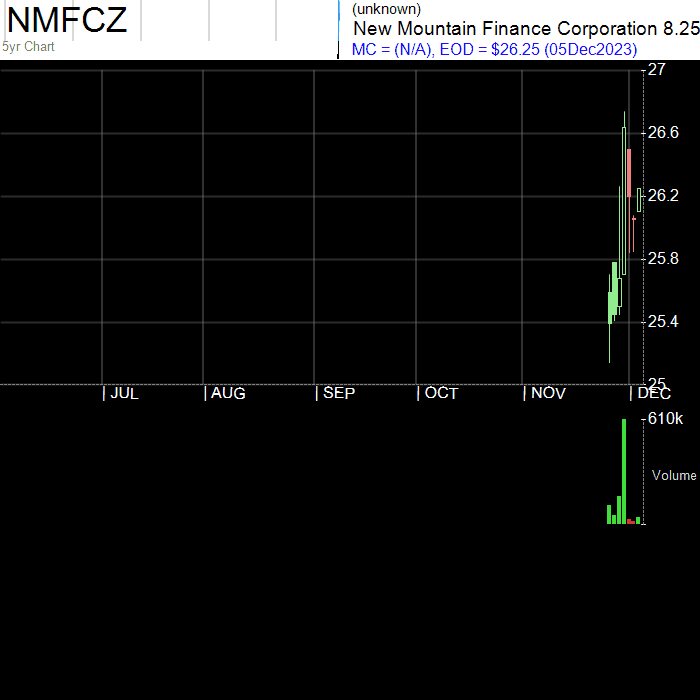 NMFCZ
5yr Chart
(unknown)
New Mountain Finance Corporation 8.25
MC = (N/A), EOD = $26.25 (05Dec2023)
27
26.6
26.2
25.8
25.4
25
| JUL | AUG | SEP | OCT | NOV | DEC
610k
Volume